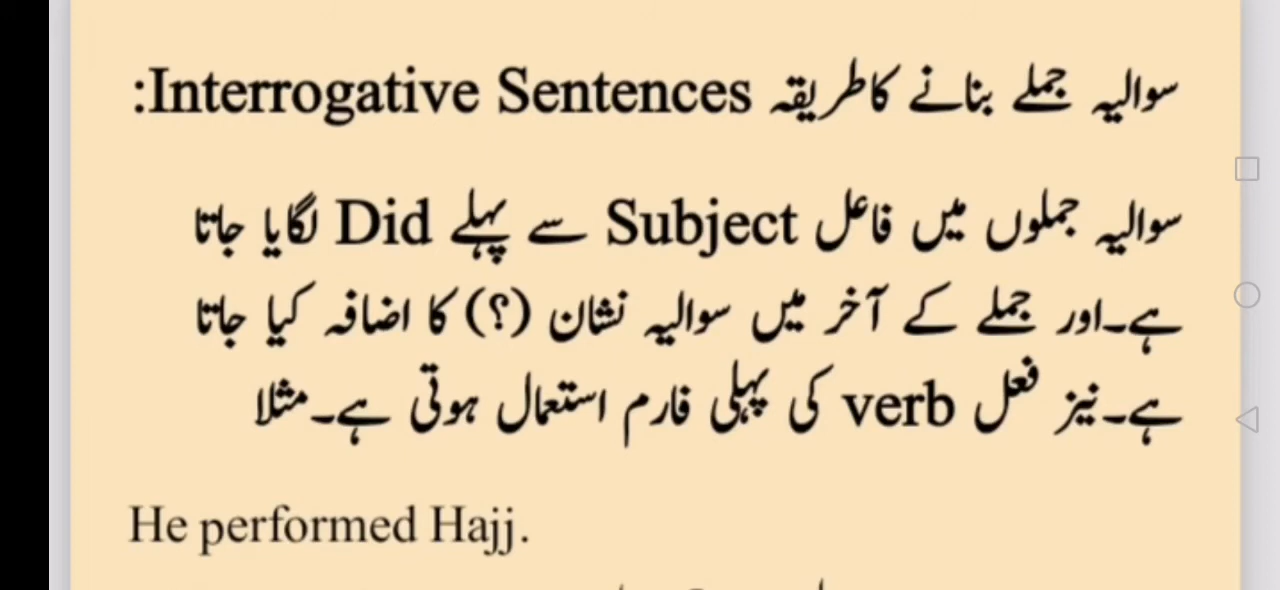 سوالیہ جملے بنانے کا طریقہ Interrogative Sentences:
سوالیہ جملوں میں فاعل Subject سے پہلے Did لگایا جاتا
ہے۔اور جملے کے آخر میں سوالیہ نشان (؟) کا اضافہ کیا جاتا
ہے۔نیز فعل verb کی پہلی فارم استعمال ہوتی ہے۔مثلا
He performed Hajj.